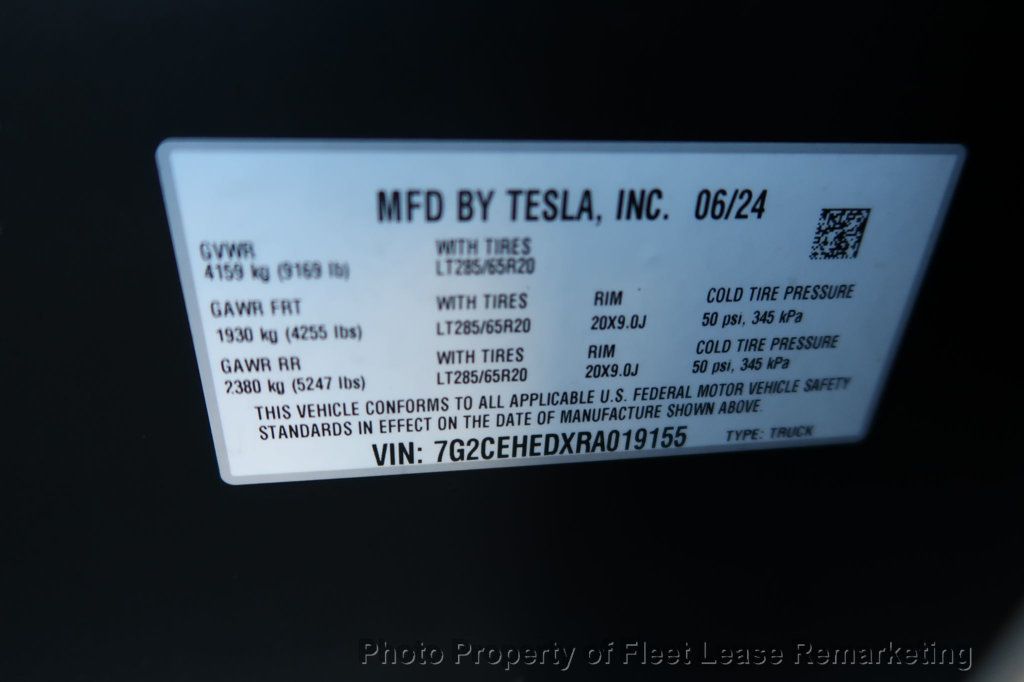 MFD BY TESLA, INC. 06/24
GVWR WITH TIRES
4159 kg (9169 lb) LT285/65R20
GAWR FRT WITH TIRES RIM COLD TIRE PRESSURE
1930 kg (4255 lbs) LT285/65R20 20X9.0J 50 psi, 345 kPa
GAWR RR WITH TIRES RIM COLD TIRE PRESSURE
2380 kg (5247 lbs) LT285/65R20 20X9.0J 50 psi, 345 kPa
THIS VEHICLE CONFORMS TO ALL APPLICABLE U.S. FEDERAL MOTOR VEHICLE SAFETY
STANDARDS IN EFFECT ON THE DATE OF MANUFACTURE SHOWN ABOVE.
VIN: 7G2CEHEDXRA019155 TYPE: TRUCK
Photo Property of Fleet Lease Remarketing